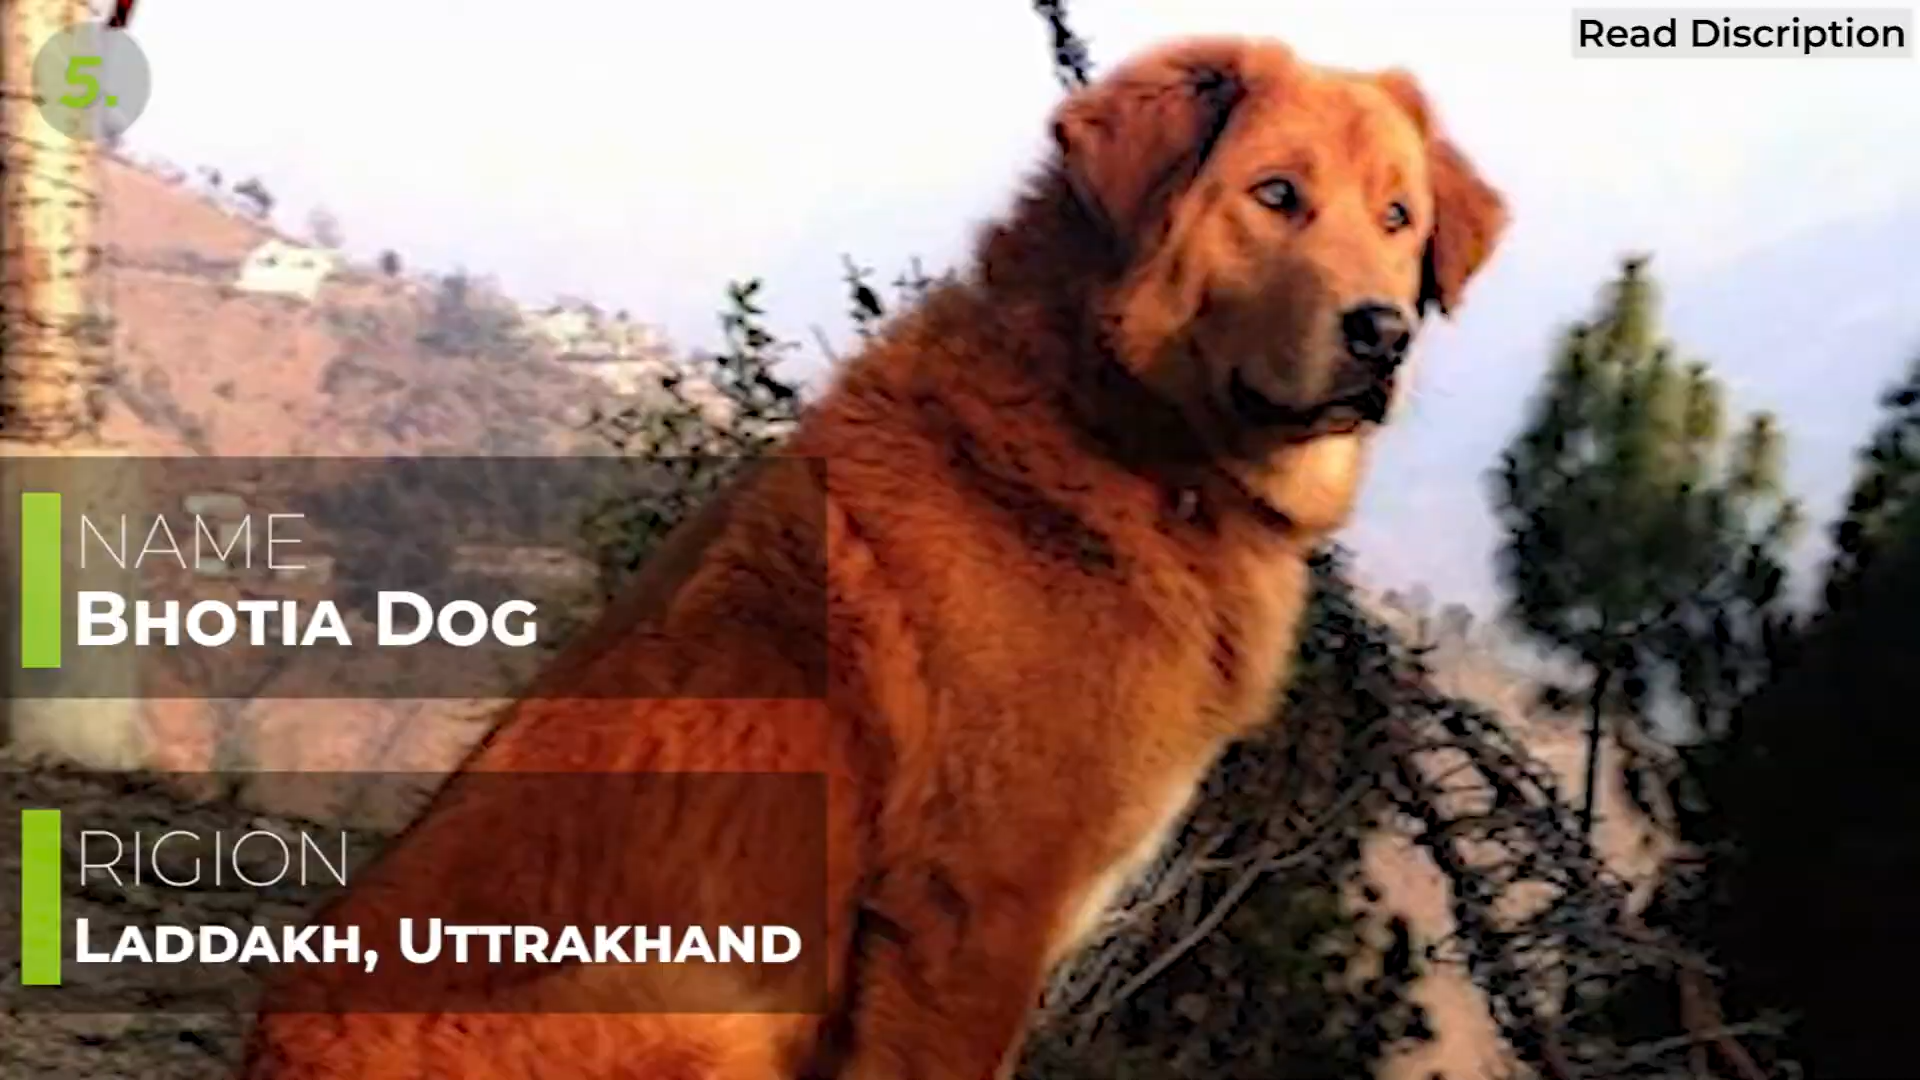 5.
Read Discription
NAME
BHOTIA DOG
RIGION
LADDAKH, UTTRAKHAND